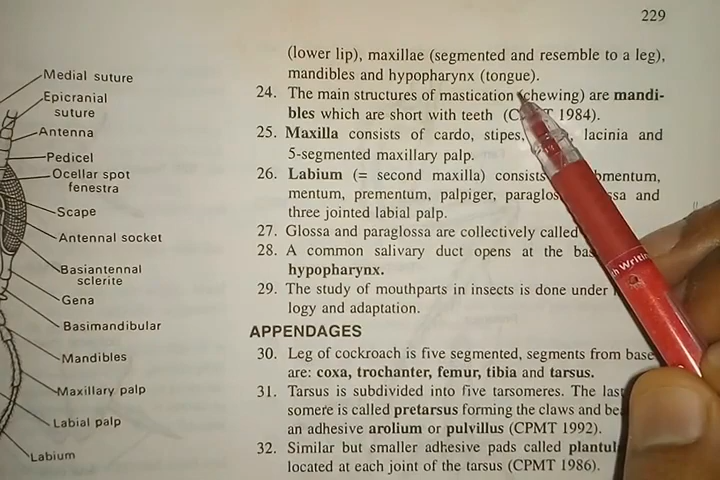 229
Medial suture
Epicranial
suture
Antenna
Pedicel
Ocellar spot
fenestra
Scape
Antennal socket
Basiantennal
sclerite
Gena
Basimandibular
Mandibles
Maxillary palp
Labial palp
Labium
(lower lip), maxillae (segmented and resemble to a leg),
mandibles and hypopharynx (tongue).
24. The main structures of mastication (chewing) are mandi-
bles which are short with teeth (CPMT 1984).
25. Maxilla consists of cardo, stipes, lacinia and
5-segmented maxillary palp.
26. Labium (= second maxilla) consists
mentum, prementum, palpiger, and
three jointed labial palp.
27. Glossa and paraglossa are collectively called
28. A common salivary duct opens at the
hypopharynx.
29. The study of mouthparts in insects is done under
logy and adaptation.
APPENDAGES
30. Leg of cockroach is five segmented, segments from base
are: coxa, trochanter, femur, tibia and tarsus.
31. Tarsus is subdivided into five tarsomeres. The
somere is called pretarsus forming the claws and
an adhesive arolium or pulvillus (CPMT 1992).
32. Similar but smaller adhesive pads called
located at each joint of the tarsus (CPMT 1986).